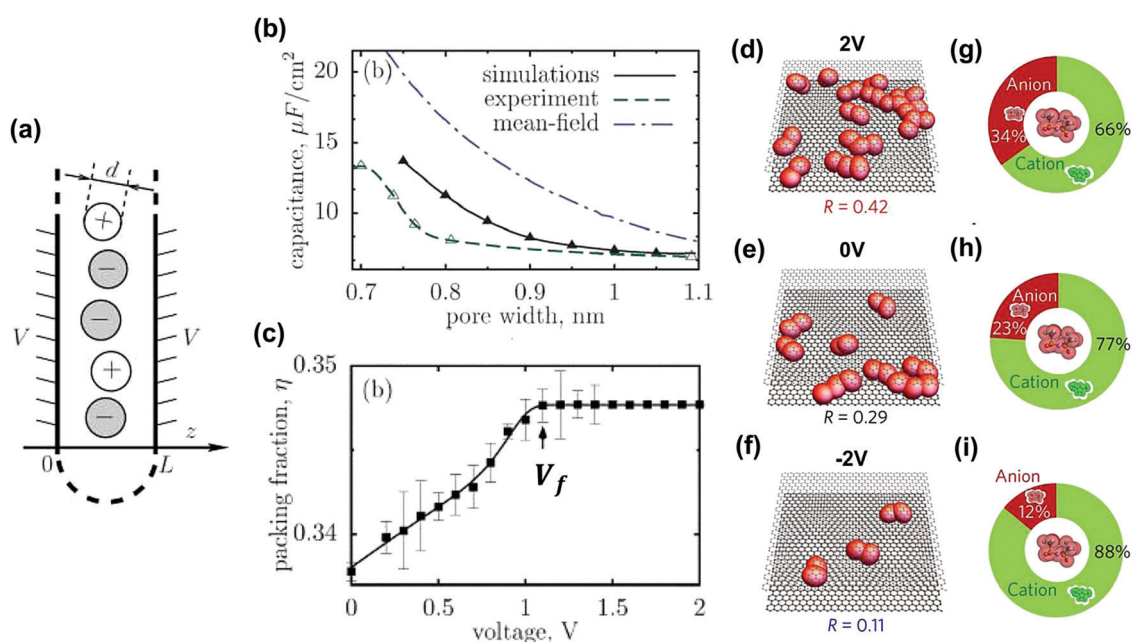 (a)
d
+
−
−
+
−
V
V
z
0
L
(b)
(b)
capacitance, μF/cm²
20
15
10
simulations
experiment
mean-field
0.7
0.8
0.9
1
1.1
pore width, nm
(c)
(b)
packing fraction, η
0.35
0.34
V_f
0
0.5
1
1.5
2
voltage, V
(d)
2V
R = 0.42
(e)
0V
R = 0.29
(f)
-2V
R = 0.11
(g)
Anion
34%
66%
Cation
(h)
Anion
23%
77%
Cation
(i)
Anion
12%
88%
Cation